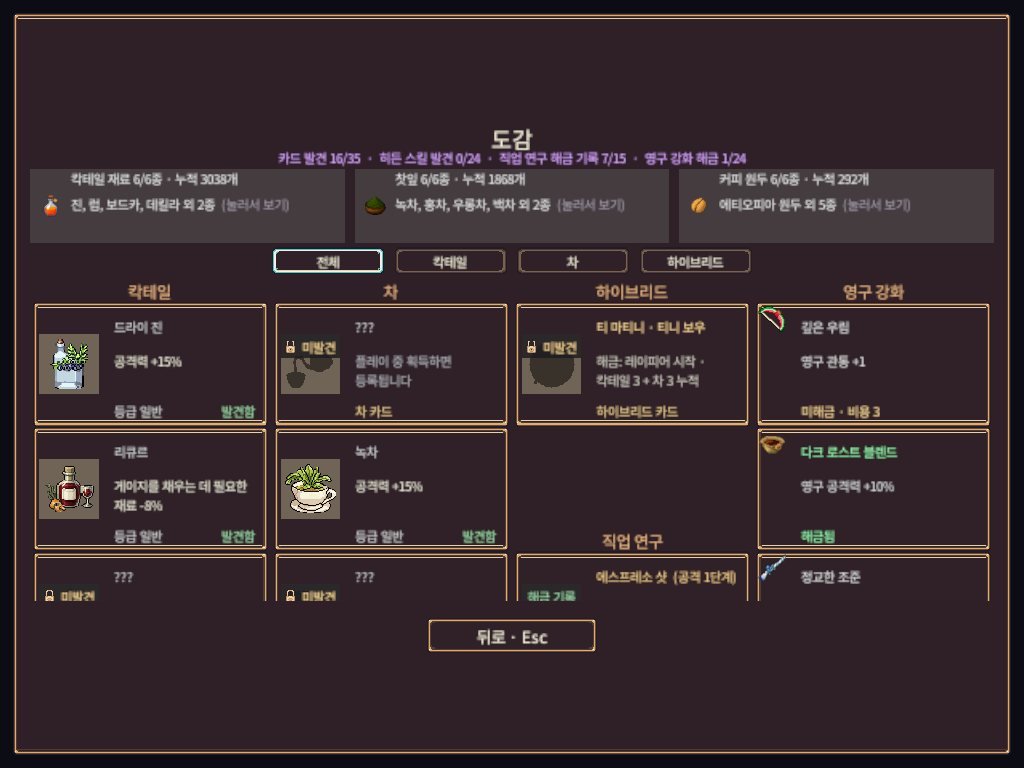 도감
카드 발견 16/35 · 히든 스킬 발견 0/24 · 직업 연구 해금 기록 7/15 · 영구 강화 해금 1/24
칵테일 재료 6/6종 · 누적 3038개
진, 럼, 보드카, 데킬라 외 2종 (눌러서 보기)
찻잎 6/6종 · 누적 1868개
녹차, 홍차, 우롱차, 백차 외 2종 (눌러서 보기)
커피 원두 6/6종 · 누적 292개
에티오피아 원두 외 5종 (눌러서 보기)
전체
칵테일
차
하이브리드
칵테일
드라이 진
공격력 +15%
등급 일반 발견함
리큐르
게이지를 채우는 데 필요한
재료 -8%
등급 일반 발견함
???
미발견
차
???
미발견
플레이 중 획득하면
등록됩니다
차 카드
녹차
공격력 +15%
등급 일반 발견함
???
미발견
하이브리드
티 마티니 · 티니 보우
미발견
해금: 레이피어 시작 ·
칵테일 3 + 차 3 누적
하이브리드 카드
직업 연구
에스프레소 샷 (공격 1단계)
해금 기록
영구 강화
깊은 우림
영구 관통 +1
미해금 · 비용 3
다크 로스트 블렌드
영구 공격력 +10%
해금됨
정교한 조준
뒤로 · Esc